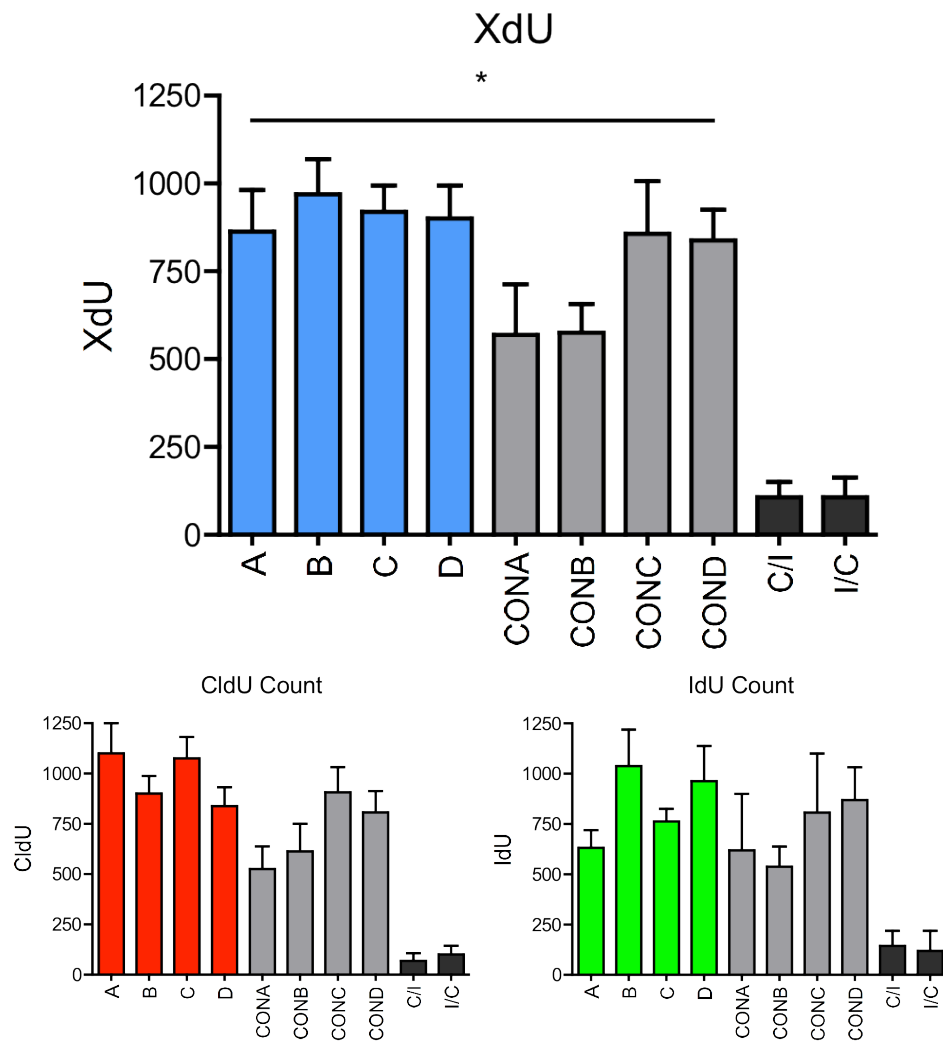 XdU
*
XdU
1250
1000
750
500
250
0
A B C D CONA CONB CONC COND C/I I/C
CldU Count
CldU
1250
1000
750
500
250
0
A B C D CONA CONB CONC COND C/I I/C
IdU Count
IdU
1250
1000
750
500
250
0
A B C D CONA CONB CONC COND C/I I/C